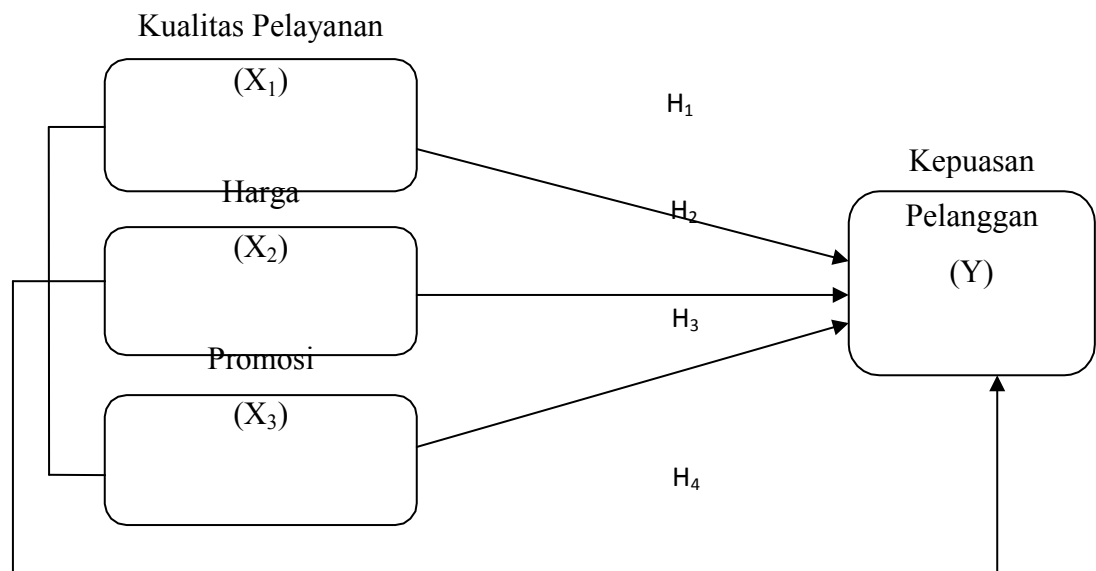 Kualitas Pelayanan
(X₁)
H₁
Harga
(X₂)
H₂
Promosi
(X₃)
H₃
H₄
Kepuasan
Pelanggan
(Y)